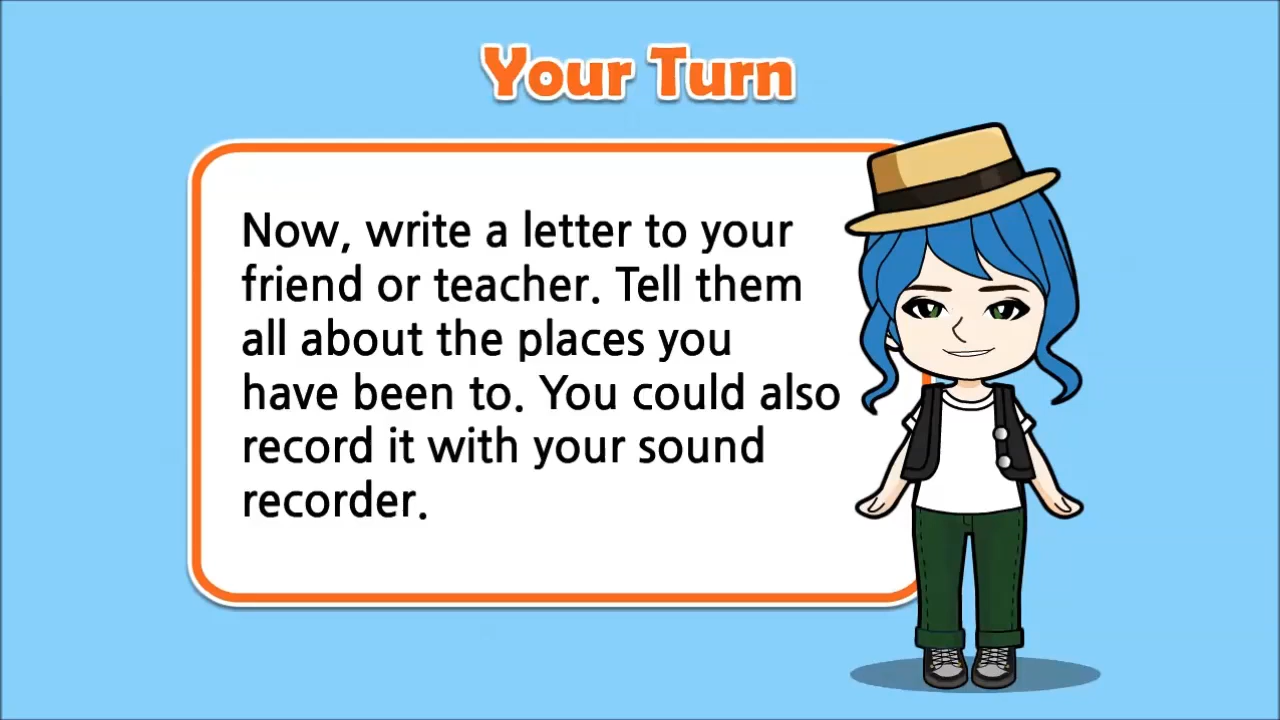 Your Turn
Now, write a letter to your
friend or teacher. Tell them
all about the places you
have been to. You could also
record it with your sound
recorder.